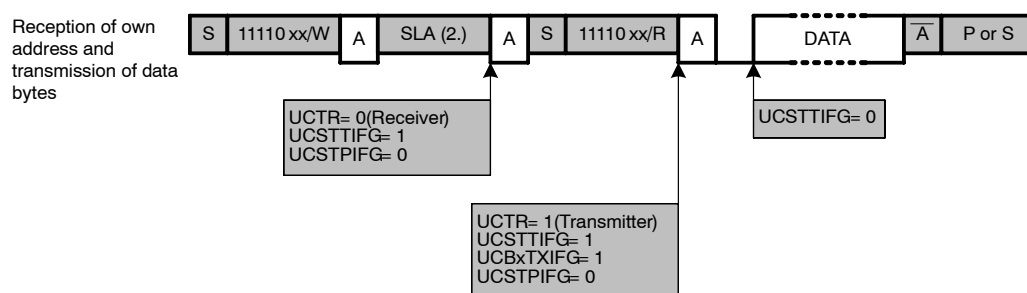 Reception of own
address and
transmission of data
bytes
S 11110 xx/W A SLA (2.) A S 11110 xx/R A DATA A P or S
UCTR= 0(Receiver)
UCSTTIFG= 1
UCSTPIFG= 0
UCSTTIFG= 0
UCTR= 1(Transmitter)
UCSTTIFG= 1
UCBxTXIFG= 1
UCSTPIFG= 0